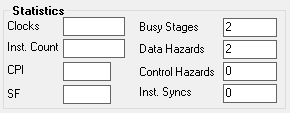 Statistics
Clocks
Busy Stages 2
Inst. Count
Data Hazards 2
CPI
Control Hazards 0
SF
Inst. Syncs 0